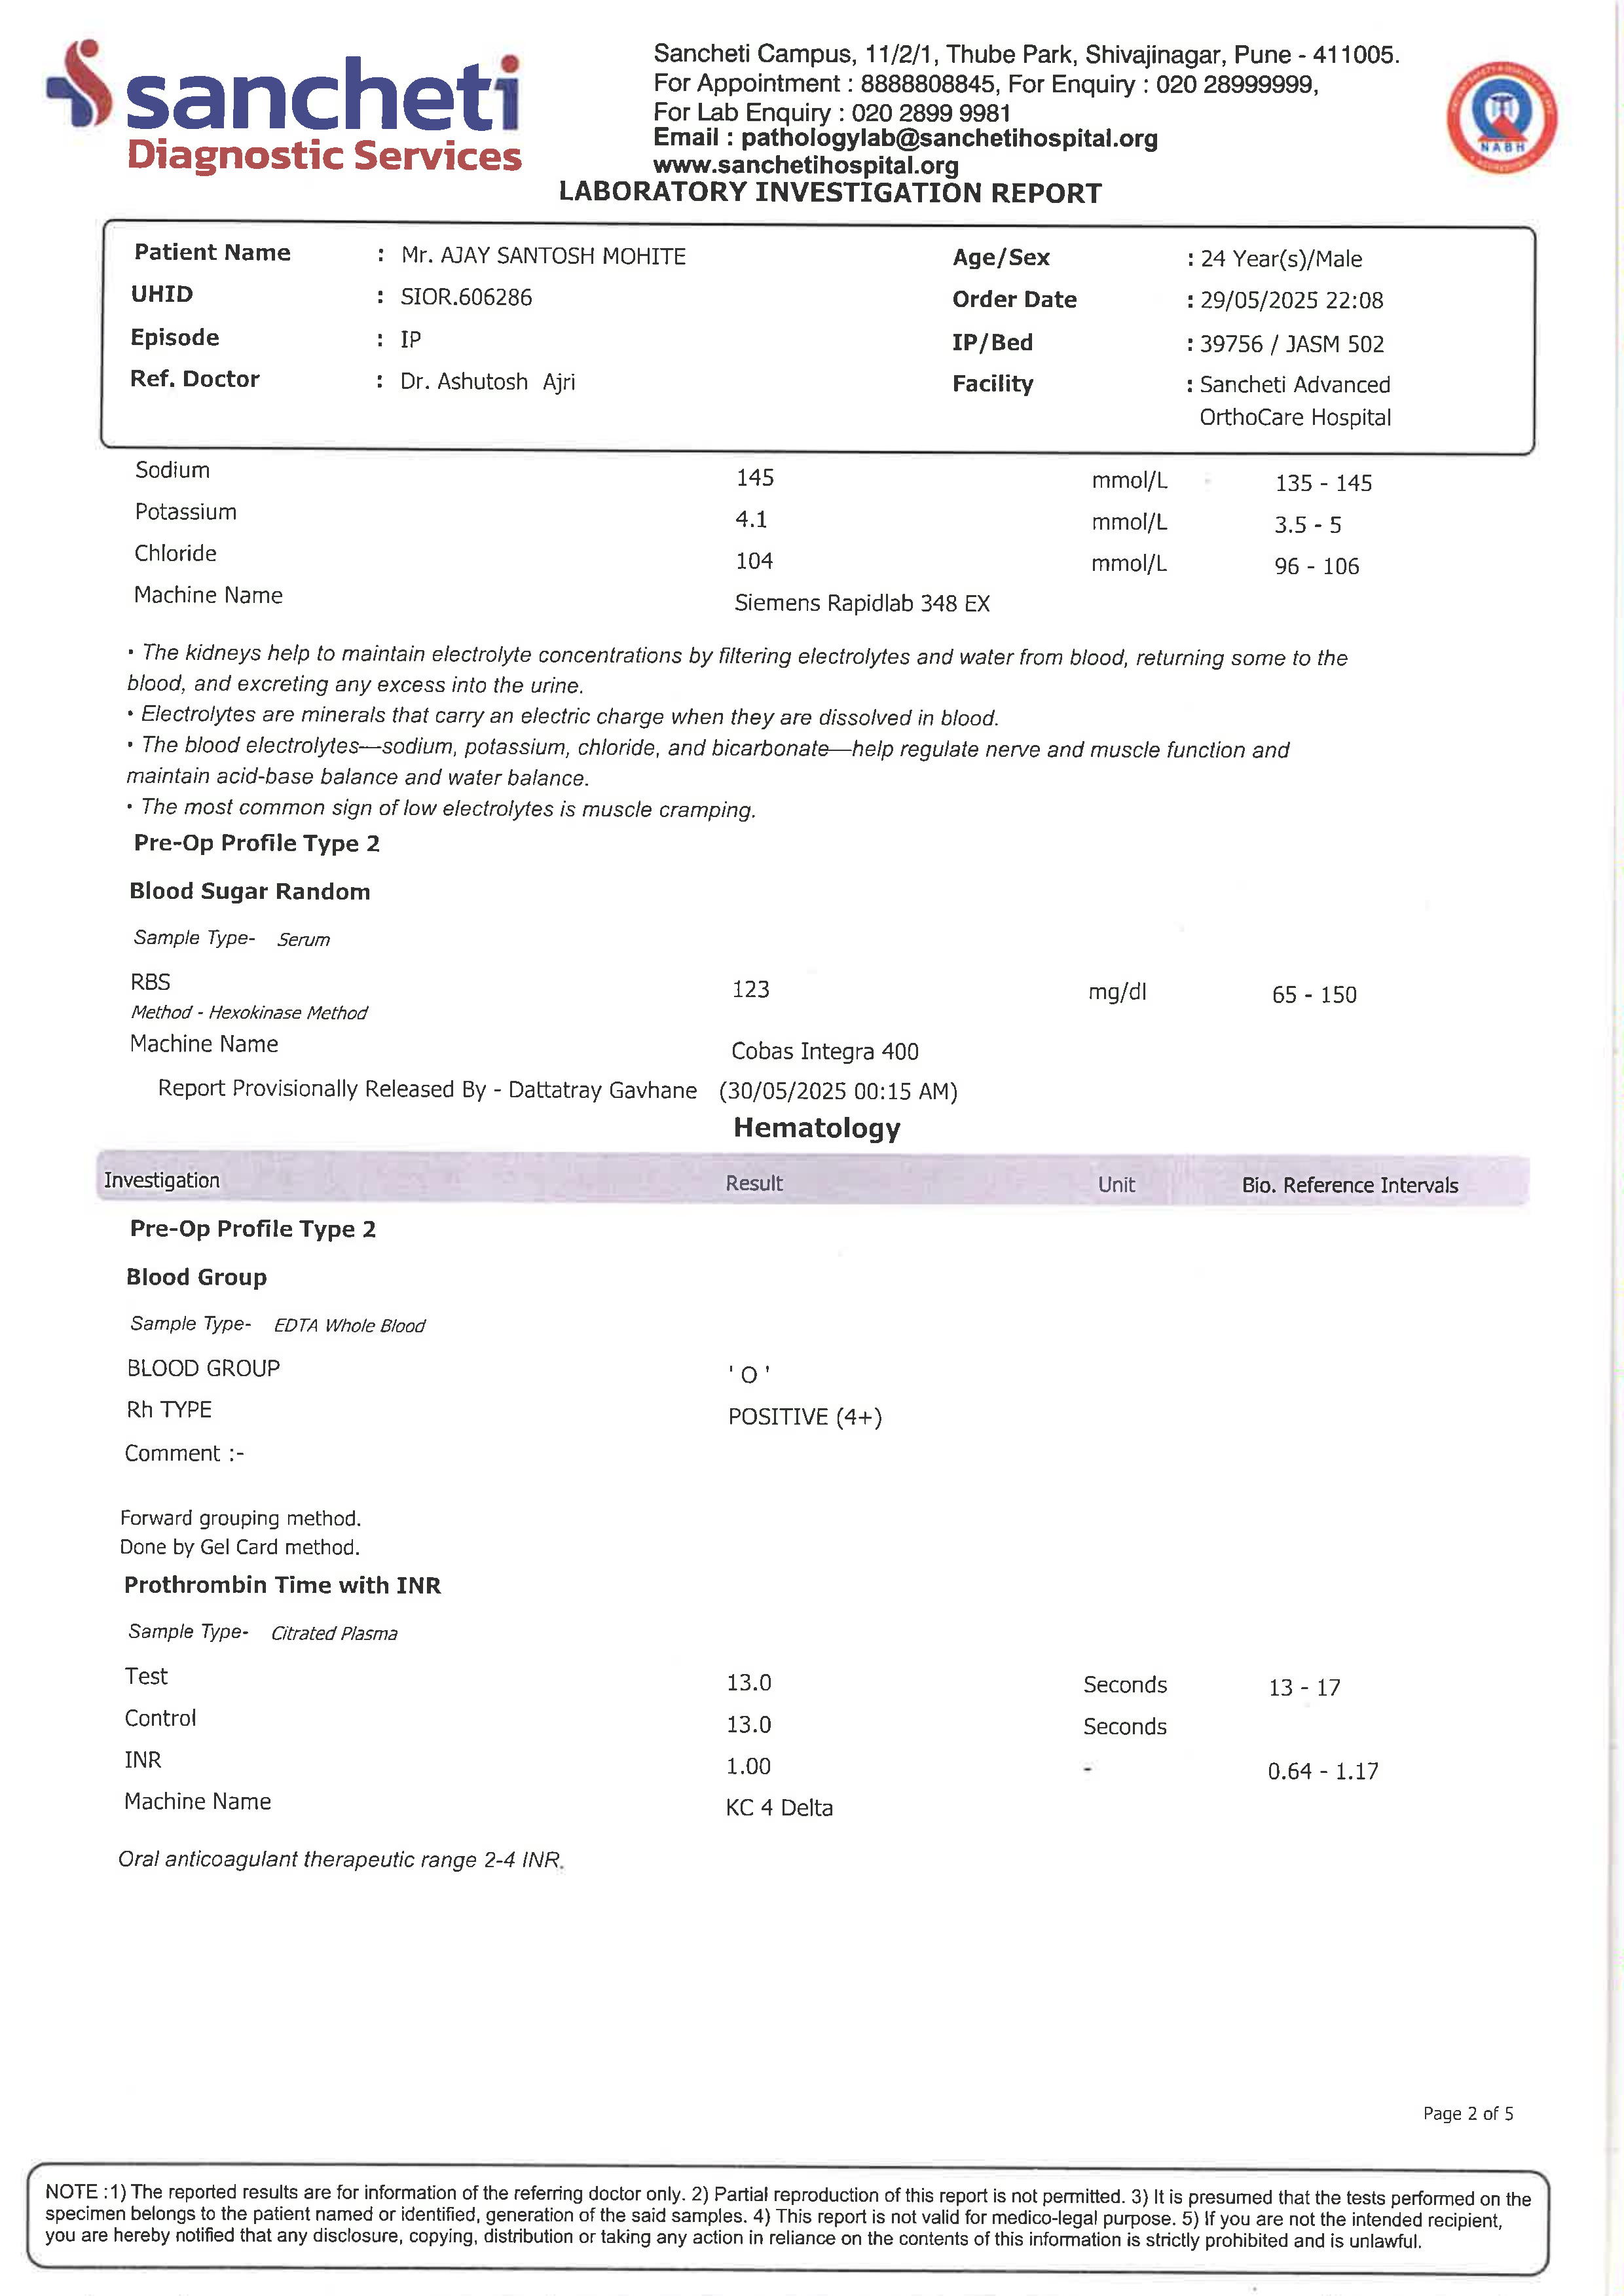 sancheti
Diagnostic Services
Sancheti Campus, 11/2/1, Thube Park, Shivajinagar, Pune - 411005.
For Appointment : 8888808845, For Enquiry : 020 28999999,
For Lab Enquiry : 020 2899 9981
Email : pathologylab@sanchetihospital.org
www.sanchetihospital.org
NABH
LABORATORY INVESTIGATION REPORT
Patient Name : Mr. AJAY SANTOSH MOHITE Age/Sex : 24 Year(s)/Male
UHID : SIOR.606286 Order Date : 29/05/2025 22:08
Episode : IP IP/Bed : 39756 / JASM 502
Ref. Doctor : Dr. Ashutosh Ajri Facility : Sancheti Advanced
OrthoCare Hospital
Sodium 145 mmol/L 135 - 145
Potassium 4.1 mmol/L 3.5 - 5
Chloride 104 mmol/L 96 - 106
Machine Name Siemens Rapidlab 348 EX
• The kidneys help to maintain electrolyte concentrations by filtering electrolytes and water from blood, returning some to the
blood, and excreting any excess into the urine.
• Electrolytes are minerals that carry an electric charge when they are dissolved in blood.
• The blood electrolytes—sodium, potassium, chloride, and bicarbonate—help regulate nerve and muscle function and
maintain acid-base balance and water balance.
• The most common sign of low electrolytes is muscle cramping.
Pre-Op Profile Type 2
Blood Sugar Random
Sample Type- Serum
RBS 123 mg/dl 65 - 150
Method - Hexokinase Method
Machine Name Cobas Integra 400
Report Provisionally Released By - Dattatray Gavhane (30/05/2025 00:15 AM)
Hematology
Investigation Result Unit Bio. Reference Intervals
Pre-Op Profile Type 2
Blood Group
Sample Type- EDTA Whole Blood
BLOOD GROUP ' O '
Rh TYPE POSITIVE (4+)
Comment :-
Forward grouping method.
Done by Gel Card method.
Prothrombin Time with INR
Sample Type- Citrated Plasma
Test 13.0 Seconds 13 - 17
Control 13.0 Seconds
INR 1.00 - 0.64 - 1.17
Machine Name KC 4 Delta
Oral anticoagulant therapeutic range 2-4 INR.
Page 2 of 5
NOTE :1) The reported results are for information of the referring doctor only. 2) Partial reproduction of this report is not permitted. 3) It is presumed that the tests performed on the
specimen belongs to the patient named or identified, generation of the said samples. 4) This report is not valid for medico-legal purpose. 5) If you are not the intended recipient,
you are hereby notified that any disclosure, copying, distribution or taking any action in reliance on the contents of this information is strictly prohibited and is unlawful.